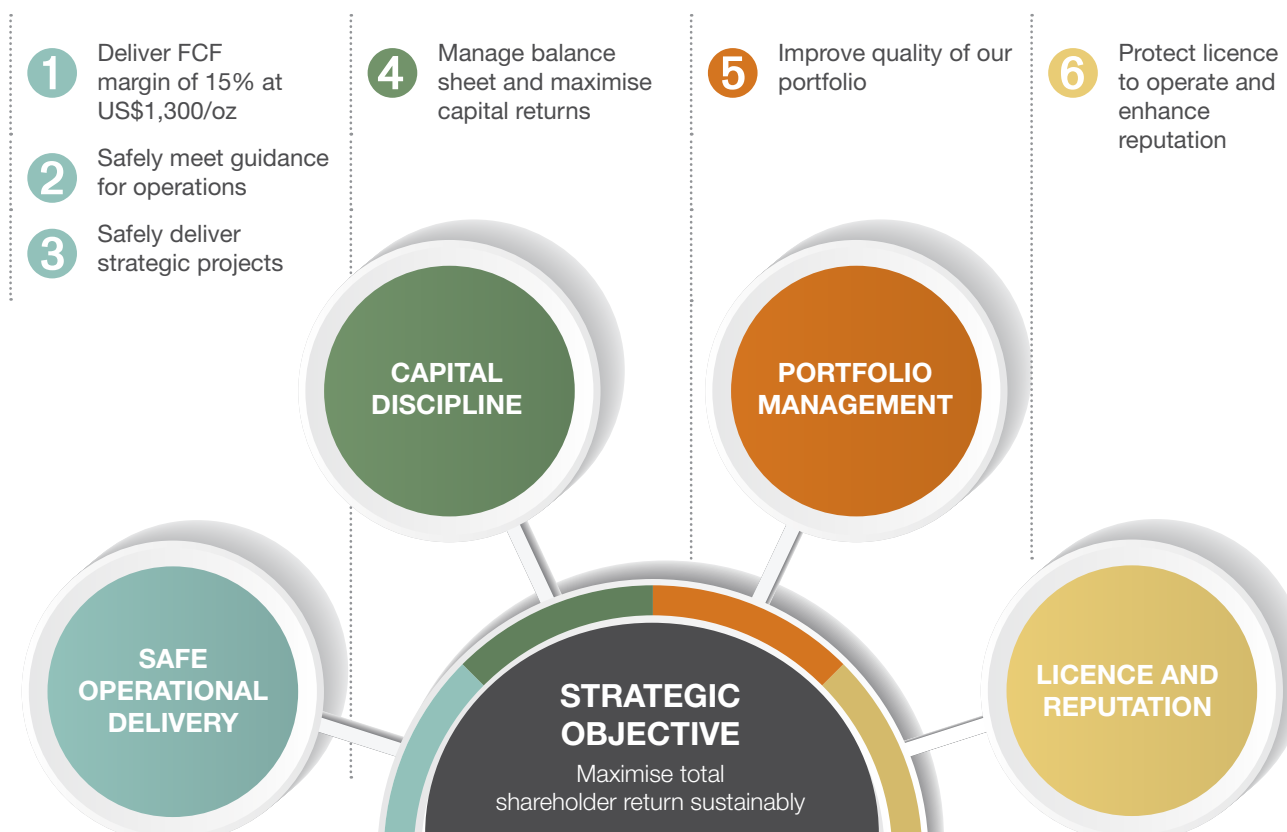 1
Deliver FCF
margin of 15% at
US$1,300/oz
2
Safely meet guidance
for operations
3
Safely deliver
strategic projects
4
Manage balance
sheet and maximise
capital returns
5
Improve quality of our
portfolio
6
Protect licence
to operate and
enhance
reputation
CAPITAL
DISCIPLINE
PORTFOLIO
MANAGEMENT
SAFE
OPERATIONAL
DELIVERY
STRATEGIC
OBJECTIVE
Maximise total
shareholder return sustainably
LICENCE AND
REPUTATION